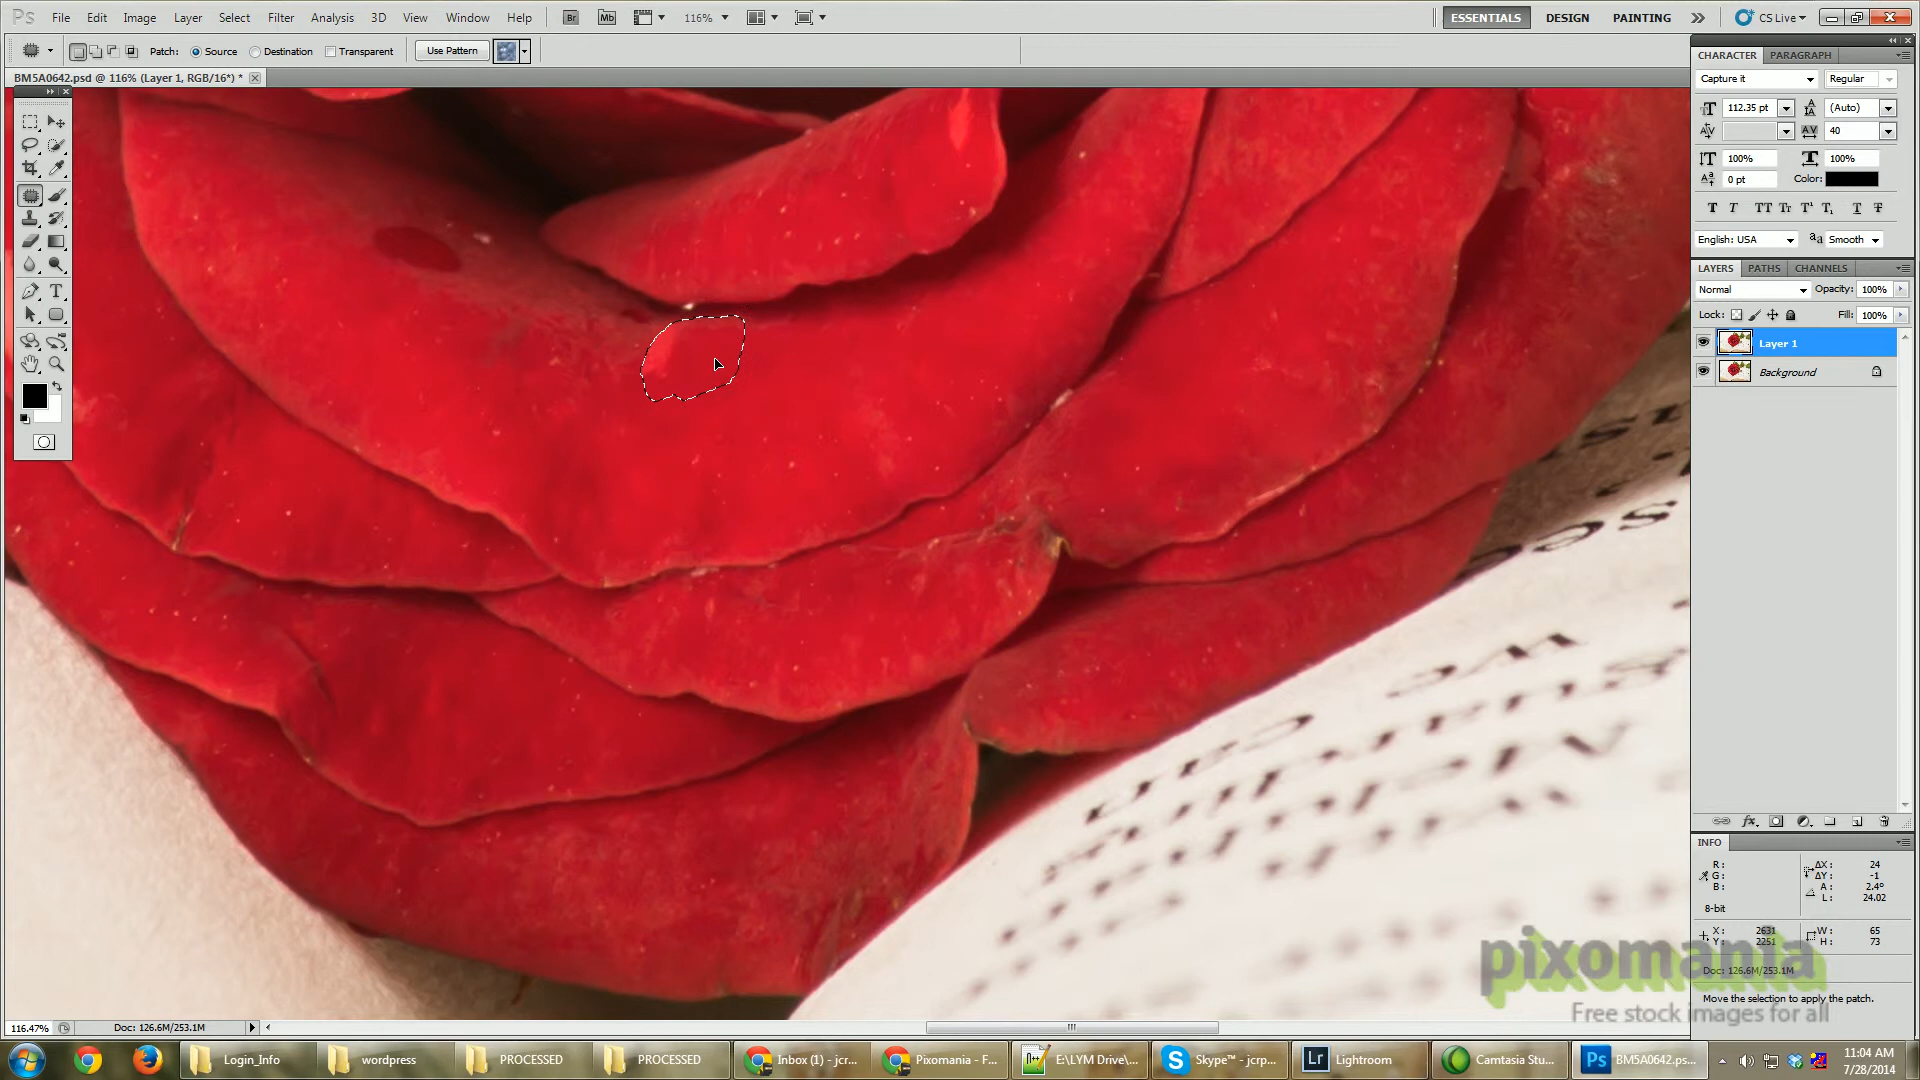 Ps File Edit Image Layer Select Filter Analysis 3D View Window Help Br Mb 116% ESSENTIALS DESIGN PAINTING CS Live
Patch: Source Destination Transparent Use Pattern
BM5A0642.psd @ 116% (Layer 1, RGB/16*) *
CHARACTER PARAGRAPH
Capture it Regular
112.35 pt (Auto)
40
100% 100%
0 pt Color:
English: USA aa Smooth
LAYERS PATHS CHANNELS
Normal Opacity: 100%
Lock: Fill: 100%
Layer 1
Background
INFO
R: ΔX: 24
G: ΔY: -1
B: A: 2.4°
L: 24.02
8-bit
X: 2631 W: 65
Y: 2251 H: 73
Doc: 126.6M/253.1M
Move the selection to apply the patch.
pixomania
Free stock images for all
116.47% Doc: 126.6M/253.1M
Login_Info wordpress PROCESSED PROCESSED Inbox (1) - jcr... Pixomania - F... E:\LYM Drive\... Skype™ - jcrp... Lightroom Camtasia Stu... BM5A0642.ps...
11:04 AM
7/28/2014